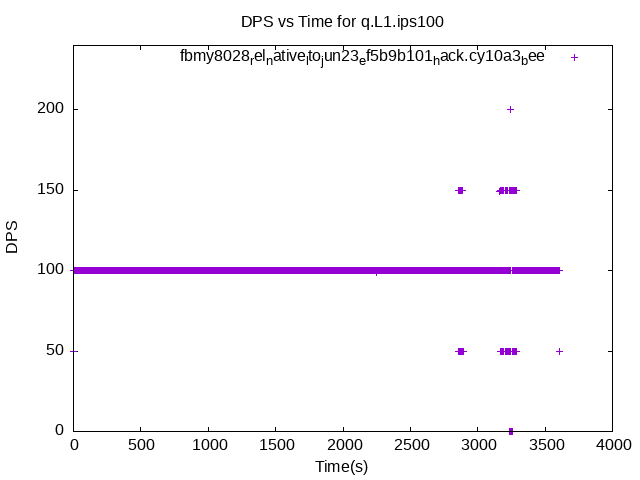 DPS vs Time for q.L1.ips100
fbmy8028relnativelitojun23ef5b9b101hack.cy10a3bee
200
150
100
50
0
DPS
0 500 1000 1500 2000 2500 3000 3500 4000
Time(s)